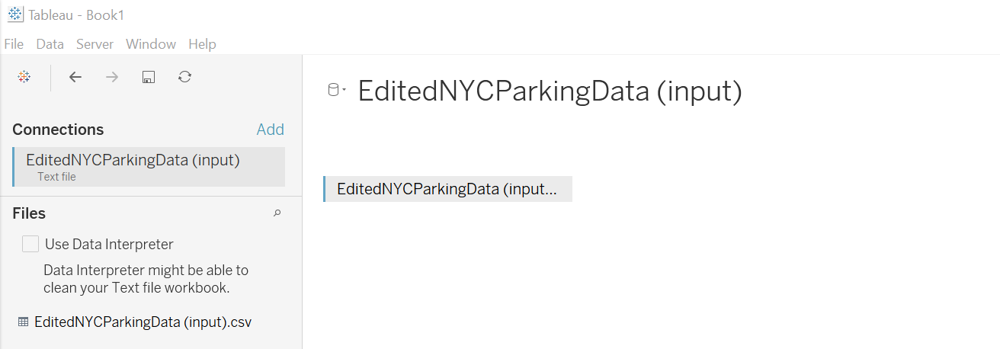 Tableau - Book1
File Data Server Window Help
EditedNYCParkingData (input)
Connections Add
EditedNYCParkingData (input)
Text file
EditedNYCParkingData (input...
Files
Use Data Interpreter
Data Interpreter might be able to
clean your Text file workbook.
EditedNYCParkingData (input).csv